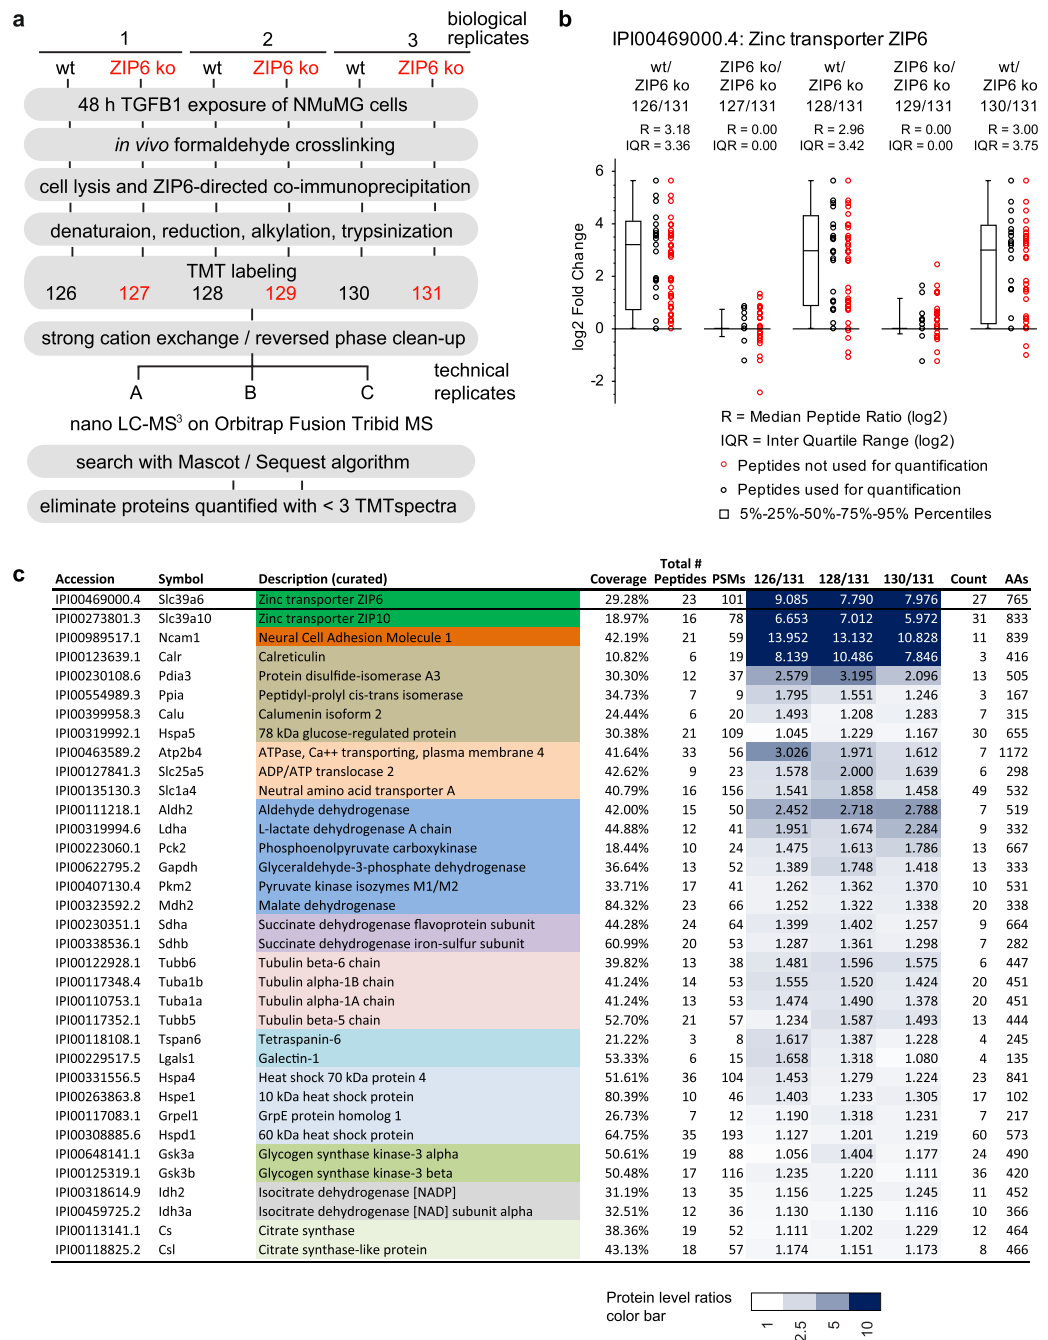 a
biological
replicates
1 2 3
wt ZIP6 ko wt ZIP6 ko wt ZIP6 ko
48 h TGFB1 exposure of NMuMG cells
in vivo formaldehyde crosslinking
cell lysis and ZIP6-directed co-immunoprecipitation
denaturaion, reduction, alkylation, trypsinization
TMT labeling
126 127 128 129 130 131
strong cation exchange / reversed phase clean-up
technical
replicates
A B C
nano LC-MS3 on Orbitrap Fusion Tribid MS
search with Mascot / Sequest algorithm
eliminate proteins quantified with < 3 TMTspectra
b
IPI00469000.4: Zinc transporter ZIP6
wt/ ZIP6 ko/ wt/ ZIP6 ko/ wt/
ZIP6 ko ZIP6 ko ZIP6 ko ZIP6 ko ZIP6 ko
126/131 127/131 128/131 129/131 130/131
R = 3.18 R = 0.00 R = 2.96 R = 0.00 R = 3.00
IQR = 3.36 IQR = 0.00 IQR = 3.42 IQR = 0.00 IQR = 3.75
log2 Fold Change
6
4
2
0
-2
R = Median Peptide Ratio (log2)
IQR = Inter Quartile Range (log2)
Peptides not used for quantification
Peptides used for quantification
5%-25%-50%-75%-95% Percentiles
c
Total #
Accession Symbol Description (curated) Coverage Peptides PSMs 126/131 128/131 130/131 Count AAs
IPI00469000.4 Slc39a6 Zinc transporter ZIP6 29.28% 23 101 9.085 7.790 7.976 27 765
IPI00273801.3 Slc39a10 Zinc transporter ZIP10 18.97% 16 78 6.653 7.012 5.972 31 833
IPI00989517.1 Ncam1 Neural Cell Adhesion Molecule 1 42.19% 21 59 13.952 13.132 10.828 11 839
IPI00123639.1 Calr Calreticulin 10.82% 6 19 8.139 10.486 7.846 3 416
IPI00230108.6 Pdia3 Protein disulfide-isomerase A3 30.30% 12 37 2.579 3.195 2.096 13 505
IPI00554989.3 Ppia Peptidyl-prolyl cis-trans isomerase 34.73% 7 9 1.795 1.551 1.246 3 167
IPI00399958.3 Calu Calumenin isoform 2 24.44% 6 20 1.493 1.208 1.283 7 315
IPI00319992.1 Hspa5 78 kDa glucose-regulated protein 30.38% 21 109 1.045 1.229 1.167 30 655
IPI00463589.2 Atp2b4 ATPase, Ca++ transporting, plasma membrane 4 41.64% 33 56 3.026 1.971 1.612 7 1172
IPI00127841.3 Slc25a5 ADP/ATP translocase 2 42.62% 9 23 1.578 2.000 1.639 6 298
IPI00135130.3 Slc1a4 Neutral amino acid transporter A 40.79% 16 156 1.541 1.858 1.458 49 532
IPI00111218.1 Aldh2 Aldehyde dehydrogenase 42.00% 15 50 2.452 2.718 2.788 7 519
IPI00319994.6 Ldha L-lactate dehydrogenase A chain 44.88% 12 41 1.951 1.674 2.284 9 332
IPI00223060.1 Pck2 Phosphoenolpyruvate carboxykinase 18.44% 10 24 1.475 1.613 1.786 13 667
IPI00622795.2 Gapdh Glyceraldehyde-3-phosphate dehydrogenase 36.64% 13 52 1.389 1.748 1.418 13 333
IPI00407130.4 Pkm2 Pyruvate kinase isozymes M1/M2 33.71% 17 41 1.262 1.362 1.370 10 531
IPI00323592.2 Mdh2 Malate dehydrogenase 84.32% 23 66 1.252 1.322 1.338 20 338
IPI00230351.1 Sdha Succinate dehydrogenase flavoprotein subunit 44.28% 24 64 1.399 1.402 1.257 9 664
IPI00338536.1 Sdhb Succinate dehydrogenase iron-sulfur subunit 60.99% 20 53 1.287 1.361 1.298 7 282
IPI00122928.1 Tubb6 Tubulin beta-6 chain 39.82% 13 38 1.481 1.596 1.575 6 447
IPI00117348.4 Tuba1b Tubulin alpha-1B chain 41.24% 14 53 1.555 1.520 1.424 20 451
IPI00110753.1 Tuba1a Tubulin alpha-1A chain 41.24% 13 53 1.474 1.490 1.378 20 451
IPI00117352.1 Tubb5 Tubulin beta-5 chain 52.70% 21 57 1.234 1.587 1.493 13 444
IPI00118108.1 Tspan6 Tetraspanin-6 21.22% 3 8 1.617 1.387 1.228 4 245
IPI00229517.5 Lgals1 Galectin-1 53.33% 6 15 1.658 1.318 1.080 4 135
IPI00331556.5 Hspa4 Heat shock 70 kDa protein 4 51.61% 36 104 1.453 1.279 1.224 23 841
IPI00263863.8 Hspe1 10 kDa heat shock protein 80.39% 10 46 1.403 1.233 1.305 17 102
IPI00117083.1 Grpel1 GrpE protein homolog 1 26.73% 7 12 1.190 1.318 1.231 7 217
IPI00308885.6 Hspd1 60 kDa heat shock protein 64.75% 35 193 1.127 1.201 1.219 60 573
IPI00648141.1 Gsk3a Glycogen synthase kinase-3 alpha 50.61% 19 88 1.056 1.404 1.177 24 490
IPI00125319.1 Gsk3b Glycogen synthase kinase-3 beta 50.48% 17 116 1.235 1.220 1.111 36 420
IPI00318614.9 Idh2 Isocitrate dehydrogenase [NADP] 31.19% 13 35 1.156 1.225 1.245 11 452
IPI00459725.2 Idh3a Isocitrate dehydrogenase [NAD] subunit alpha 32.51% 12 36 1.130 1.130 1.116 10 366
IPI00113141.1 Cs Citrate synthase 38.36% 19 52 1.111 1.202 1.229 12 464
IPI00118825.2 Csl Citrate synthase-like protein 43.13% 18 57 1.174 1.151 1.173 8 466
Protein level ratios
color bar
1 2.5 5 10